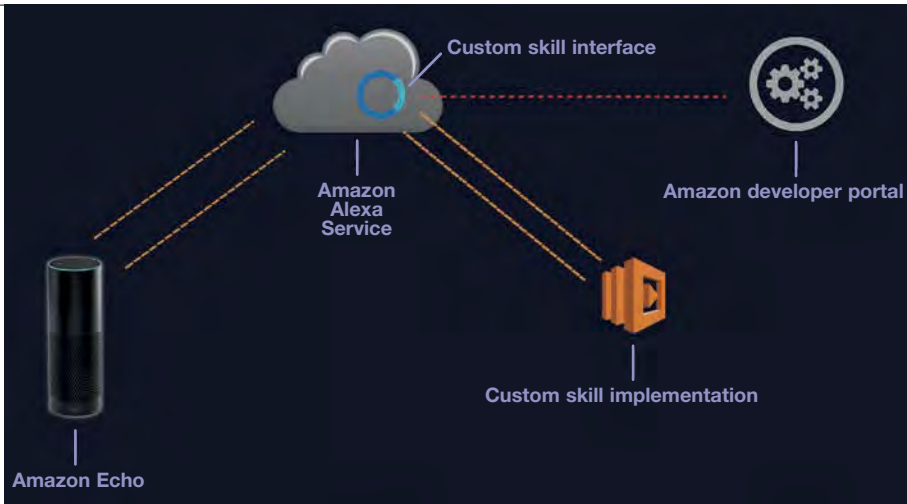 Custom skill interface
Amazon
Alexa
Service
Amazon developer portal
Custom skill implementation
Amazon Echo